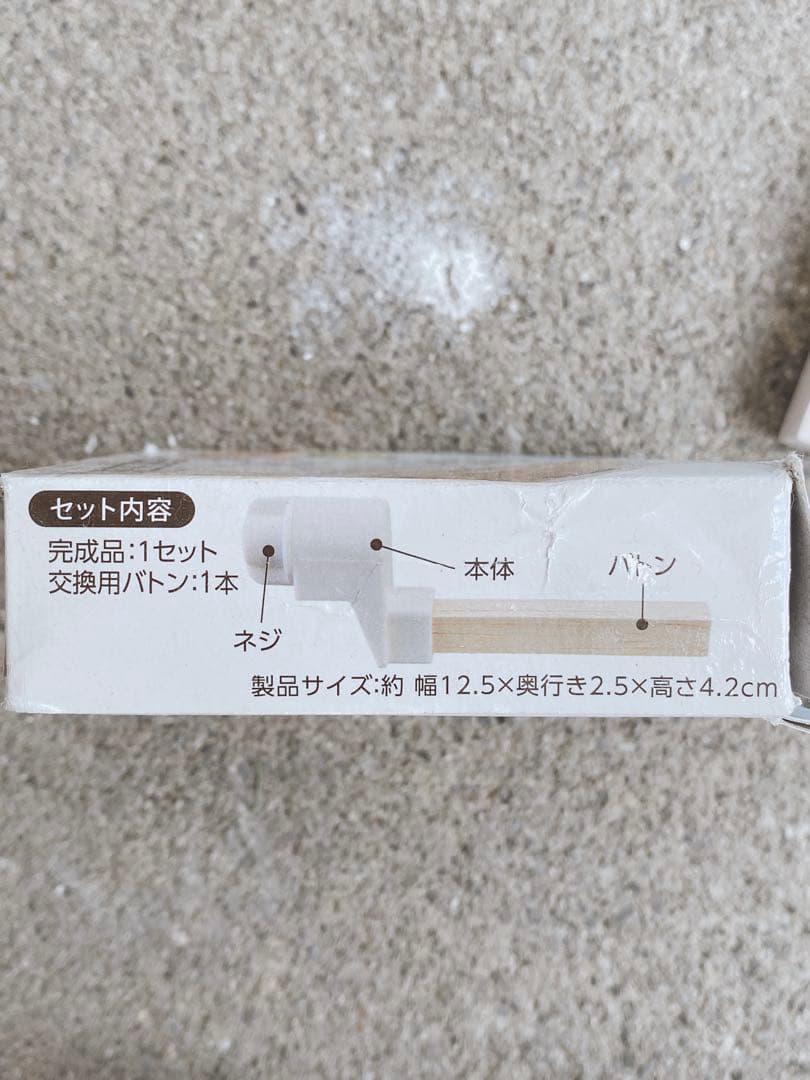 セット内容
完成品:1セット
交換用バトン:1本
ネジ
本体
バトン
製品サイズ:約 幅12.5×奥行き2.5×高さ4.2cm